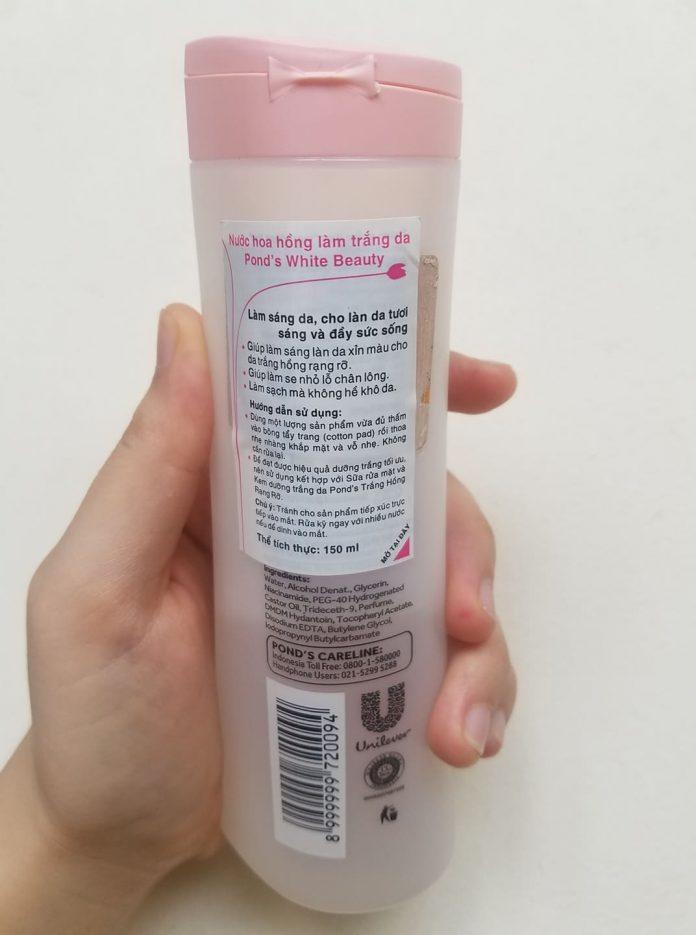 Nước hoa hồng làm trắng da
Pond's White Beauty
Làm sáng da, cho làn da tươi
sáng và đầy sức sống
• Giúp làm sáng làn da xỉn màu cho
da trắng hồng rạng rỡ.
• Giúp làm se nhỏ lỗ chân lông.
• Làm sạch mà không hề khô da.
Hướng dẫn sử dụng:
• Dùng một lượng sản phẩm vừa đủ thấm
vào bông tẩy trang (cotton pad) rồi thoa
nhẹ nhàng khắp mặt và vỗ nhẹ. Không
cần rửa lại.
• Để đạt được hiệu quả dưỡng trắng tối ưu,
nên sử dụng kết hợp với Sữa rửa mặt và
Kem dưỡng trắng da Pond's Trắng Hồng
Rạng Rỡ.
Chú ý: Tránh cho sản phẩm tiếp xúc trực
tiếp vào mắt. Rửa kỹ ngay với nhiều nước
nếu để dính vào mắt.
Thể tích thực: 150 ml
MỞ TẠI ĐÂY
Ingredients:
Water, Alcohol Denat., Glycerin,
Niacinamide, PEG-40 Hydrogenated
Castor Oil, Trideceth-9, Perfume,
DMDM Hydantoin, Tocopheryl Acetate,
Disodium EDTA, Butylene Glycol,
Iodopropynyl Butylcarbamate
POND'S CARELINE:
Indonesia Toll Free: 0800-1-580000
Handphone Users: 021-5299 5288
Unilever
8 999999 720094